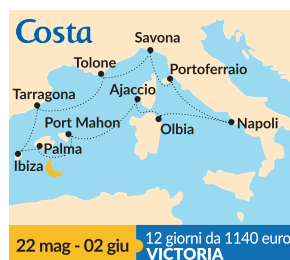 Costa
Savona
Tolone
Portoferraio
Ajaccio
Tarragona
Port Mahon
Olbia
Napoli
Palma
Ibiza
22 mag - 02 giu
12 giorni da 1140 euro
VICTORIA